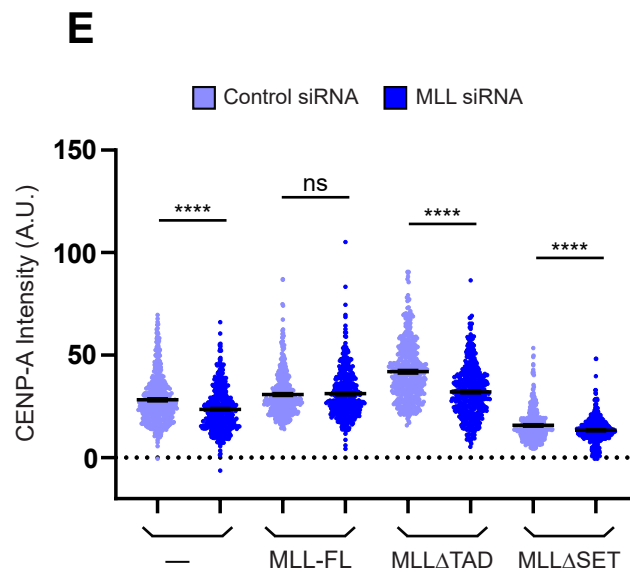 E
Control siRNA MLL siRNA
CENP-A Intensity (A.U.)
150
100
50
0
**** ns **** ****
— MLL-FL MLLΔTAD MLLΔSET